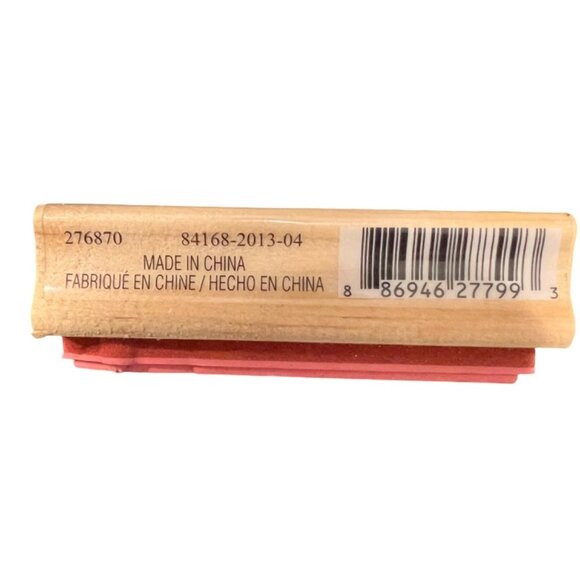 276870 84168-2013-04
MADE IN CHINA
FABRIQUÉ EN CHINE / HECHO EN CHINA
8 86946 27799 3